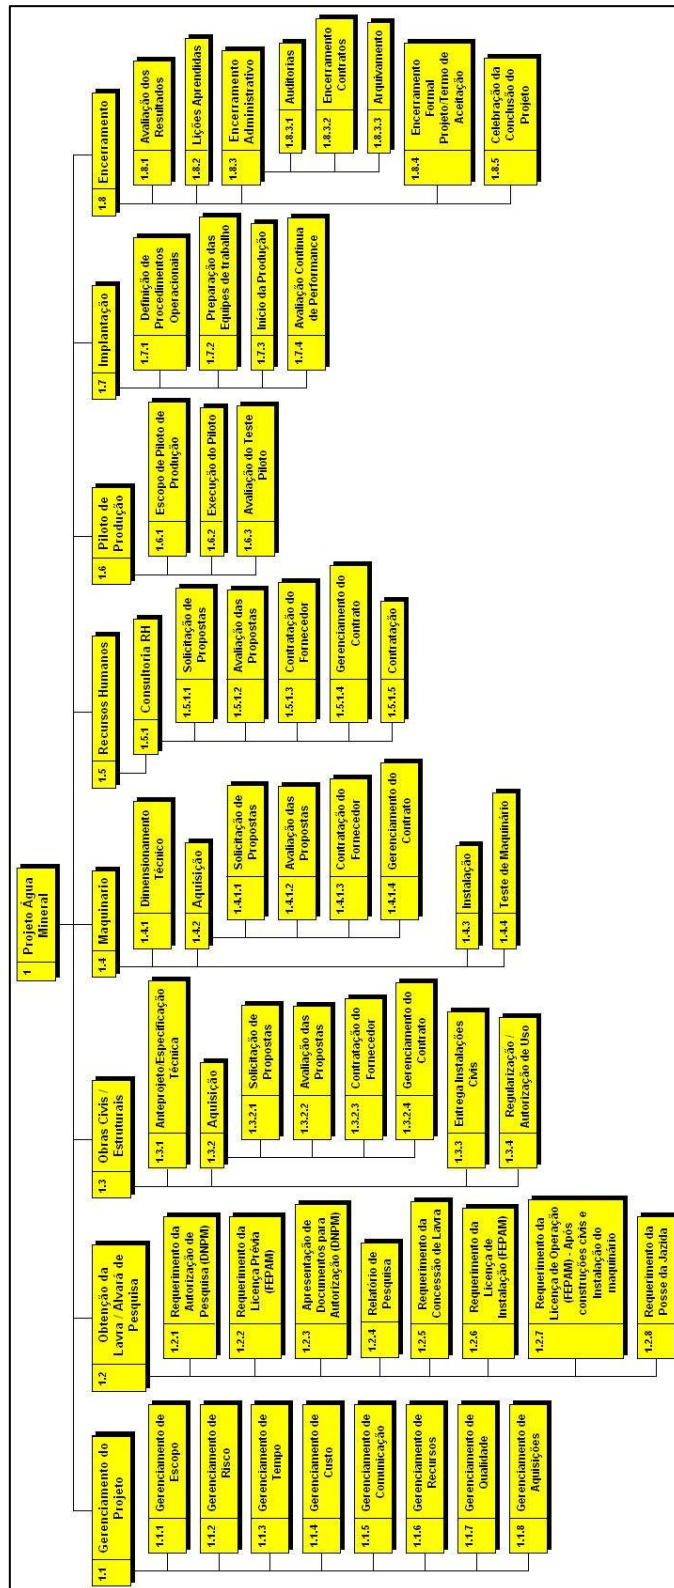 1 Projeto Água
Mineral
1.1 Gerenciamento do
Projeto
1.1.1 Gerenciamento de
Escopo
1.1.2 Gerenciamento de
Risco
1.1.3 Gerenciamento de
Tempo
1.1.4 Gerenciamento de
Custo
1.1.5 Gerenciamento de
Comunicação
1.1.6 Gerenciamento de
Recursos
1.1.7 Gerenciamento de
Qualidade
1.1.8 Gerenciamento de
Aquisições
1.2 Obtenção da
Lavra / Alvará de
Pesquisa
1.2.1 Requerimento da
Autorização de
Pesquisa (DNPM)
1.2.2 Requerimento da
Licença Prévia
(FEPAM)
1.2.3 Apresentação de
Documentos para
Autorização (DNPM)
1.2.4 Relatório de
Pesquisa
1.2.5 Requerimento da
Concessão de Lavra
1.2.6 Requerimento da
Licença de
Instalação (FEPAM)
1.2.7 Requerimento da
Licença de Operação
(FEPAM) - Após
construções civis e
Instalação do
maquinário
1.2.8 Requerimento da
Posse da Jazida
1.3 Obras Civis /
Estruturais
1.3.1 Anteprojeto/Especificação
Técnica
1.3.2 Aquisição
1.3.2.1 Solicitação de
Propostas
1.3.2.2 Avaliação das
Propostas
1.3.2.3 Contratação do
Fornecedor
1.3.2.4 Gerenciamento do
Contrato
1.3.3 Entrega Instalações
Civis
1.3.4 Regularização /
Autorização de Uso
1.4 Maquinario
1.4.1 Dimensionamento
Técnico
1.4.2 Aquisição
1.4.1.1 Solicitação de
Propostas
1.4.1.2 Avaliação das
Propostas
1.4.1.3 Contratação do
Fornecedor
1.4.1.4 Gerenciamento do
Contrato
1.4.3 Instalação
1.4.4 Teste de Maquinário
1.5 Recursos Humanos
1.5.1 Consultoria RH
1.5.1.1 Solicitação de
Propostas
1.5.1.2 Avaliação das
Propostas
1.5.1.3 Contratação do
Fornecedor
1.5.1.4 Gerenciamento do
Contrato
1.5.1.5 Contratação
1.6 Piloto de
Produção
1.6.1 Escopo de Piloto de
Produção
1.6.2 Execução do Piloto
1.6.3 Avaliação do Teste
Piloto
1.7 Implantação
1.7.1 Definição de
Procedimentos
Operacionais
1.7.2 Preparação das
Equipes de trabalho
1.7.3 Inicio da Produção
1.7.4 Avaliação Continua
de Performance
1.8 Encerramento
1.8.1 Avaliação dos
Resultados
1.8.2 Lições Aprendidas
1.8.3 Encerramento
Administrativo
1.8.3.1 Auditorias
1.8.3.2 Encerramento
Contratos
1.8.3.3 Arquivamento
1.8.4 Encerramento
Formal
Projeto/Termo de
Aceitação
1.8.5 Celebração da
Conclusão do
Projeto